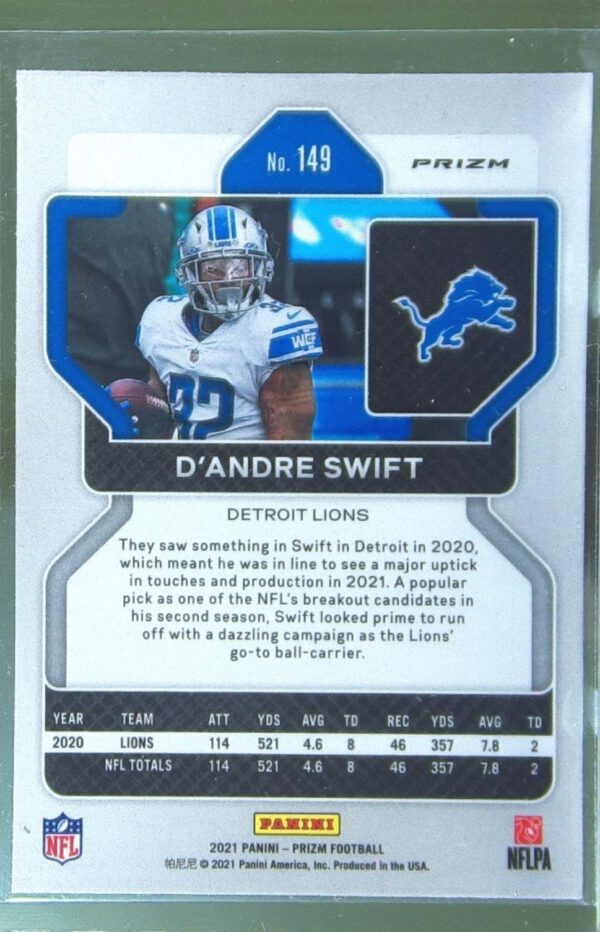 No. 149
PRIZM
LIONS
WCF
32
D'ANDRE SWIFT
DETROIT LIONS
They saw something in Swift in Detroit in 2020,
which meant he was in line to see a major uptick
in touches and production in 2021. A popular
pick as one of the NFL's breakout candidates in
his second season, Swift looked prime to run
off with a dazzling campaign as the Lions'
go-to ball-carrier.
YEAR TEAM ATT YDS AVG TD REC YDS AVG TD
2020 LIONS 114 521 4.6 8 46 357 7.8 2
NFL TOTALS 114 521 4.6 8 46 357 7.8 2
NFL
PANINI
NFLPA
2021 PANINI – PRIZM FOOTBALL
帕尼尼 © 2021 Panini America, Inc. Produced in the USA.